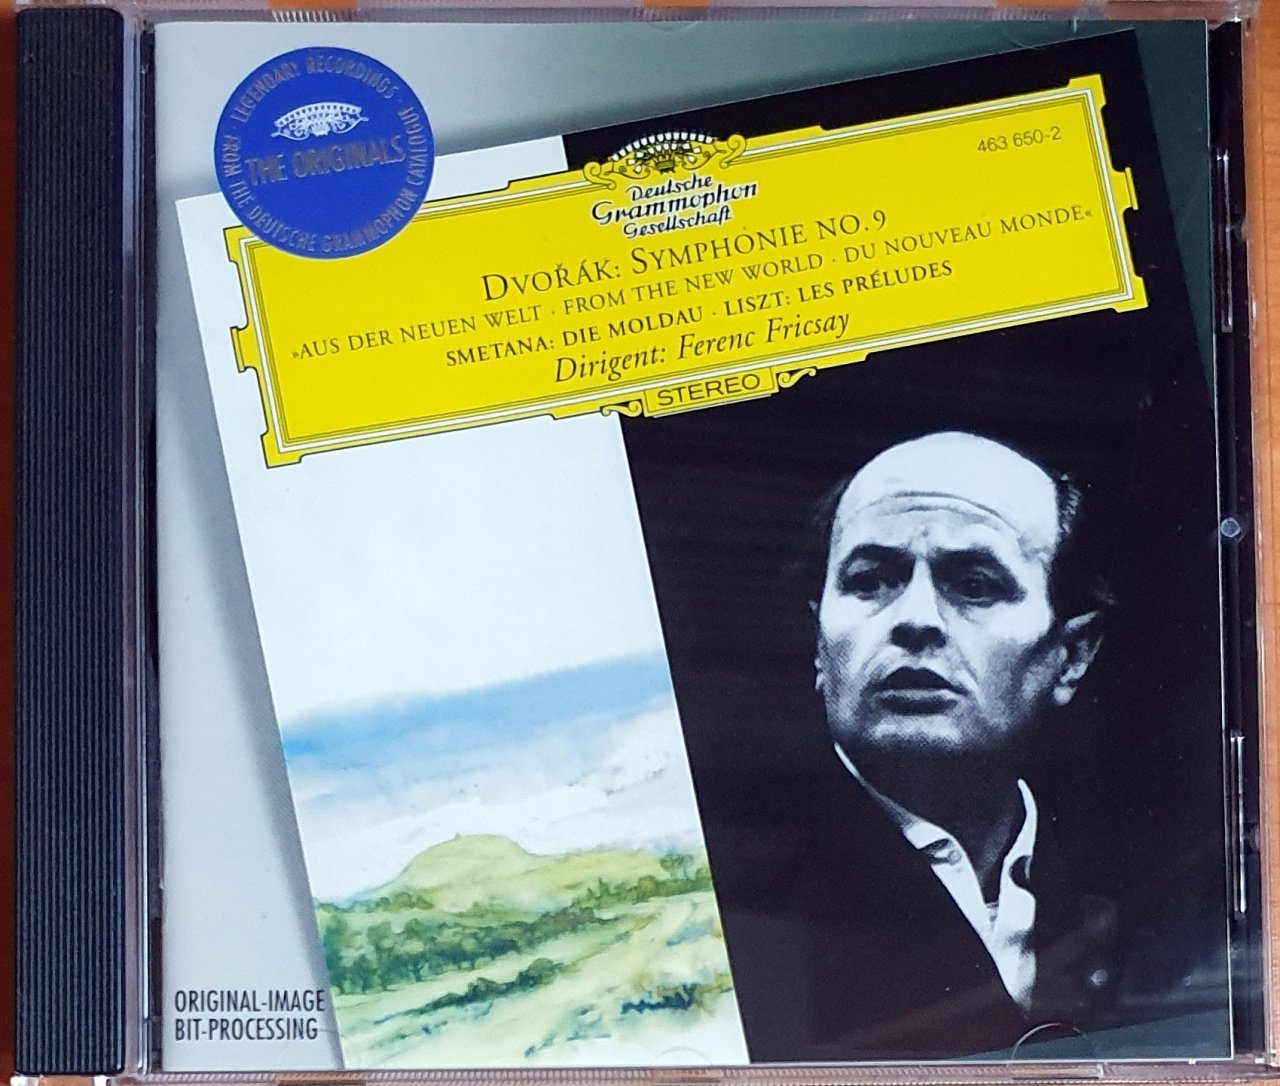 LEGENDARY RECORDINGS · FROM THE DEUTSCHE GRAMMOPHON CATALOGUE ·
THE ORIGINALS
463 650-2
Deutsche
Grammophon
Gesellschaft
DVOŘÁK: SYMPHONIE NO. 9
»AUS DER NEUEN WELT · FROM THE NEW WORLD · DU NOUVEAU MONDE«
SMETANA: DIE MOLDAU · LISZT: LES PRÉLUDES
Dirigent: Ferenc Fricsay
STEREO
ORIGINAL-IMAGE
BIT-PROCESSING